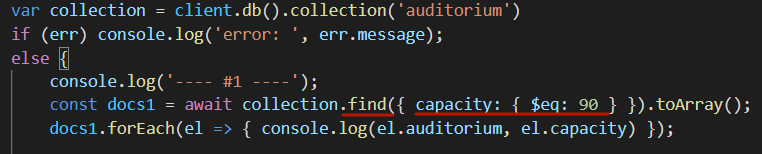 var collection = client.db().collection('auditorium')
if (err) console.log('error: ', err.message);
else {
    console.log('---- #1 ----');
    const docs1 = await collection.find({ capacity: { $eq: 90 } }).toArray();
    docs1.forEach(el => { console.log(el.auditorium, el.capacity) });